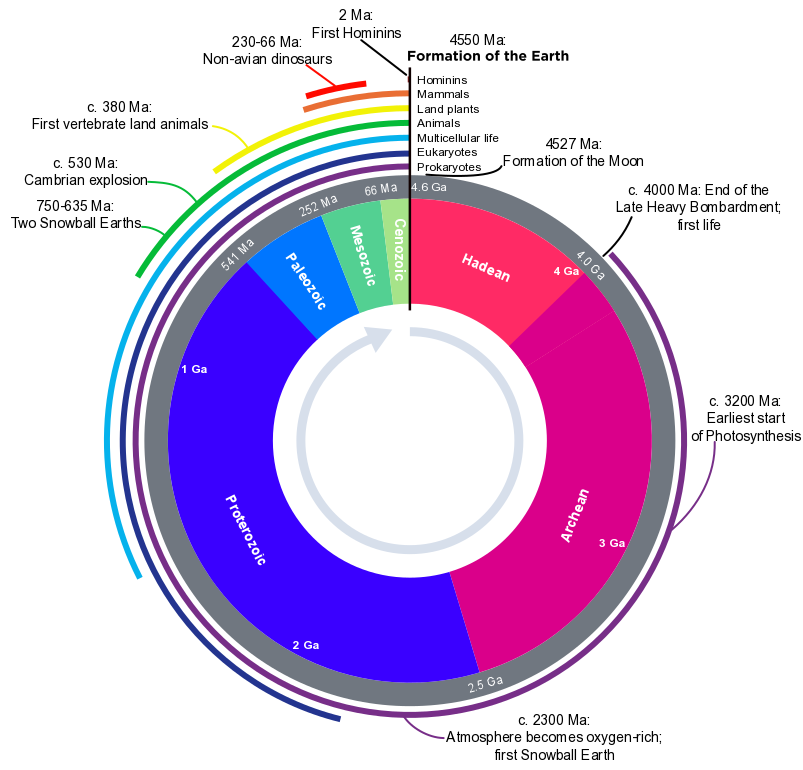 2 Ma:
First Hominins
4550 Ma:
Formation of the Earth
230-66 Ma:
Non-avian dinosaurs
Hominins
Mammals
Land plants
Animals
Multicellular life
Eukaryotes
Prokaryotes
c. 380 Ma:
First vertebrate land animals
4527 Ma:
Formation of the Moon
c. 530 Ma:
Cambrian explosion
c. 4000 Ma: End of the
Late Heavy Bombardment;
first life
750-635 Ma:
Two Snowball Earths
4.6 Ga
66 Ma
252 Ma
541 Ma
4.0 Ga
Cenozoic
Mesozoic
Paleozoic
Hadean
4 Ga
1 Ga
c. 3200 Ma:
Earliest start
of Photosynthesis
Archean
3 Ga
Proterozoic
2 Ga
2.5 Ga
c. 2300 Ma:
Atmosphere becomes oxygen-rich;
first Snowball Earth